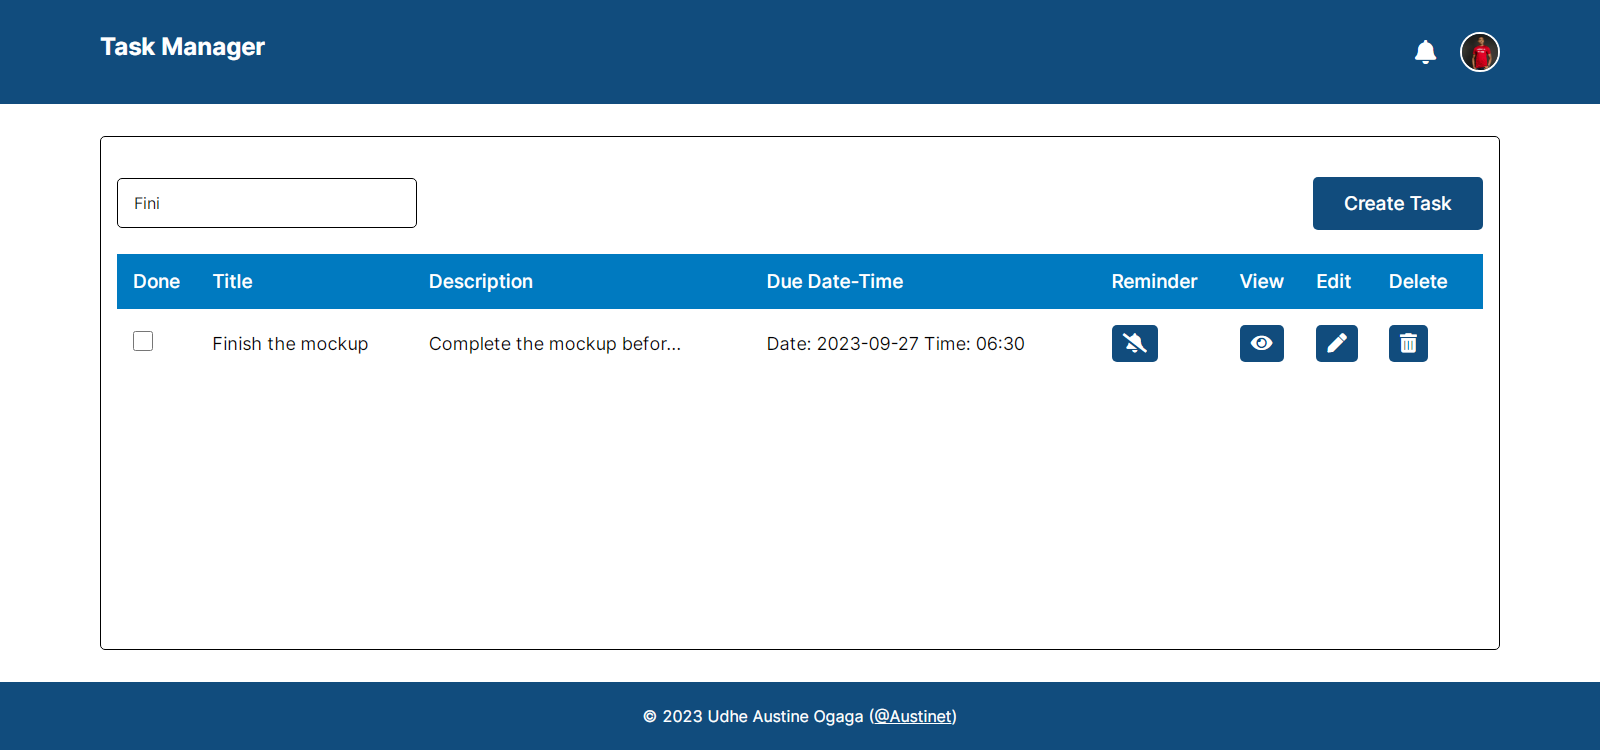 Task Manager
Fini
Create Task
Done Title Description Due Date-Time Reminder View Edit Delete
Finish the mockup Complete the mockup befor... Date: 2023-09-27 Time: 06:30
© 2023 Udhe Austine Ogaga (@Austinet)